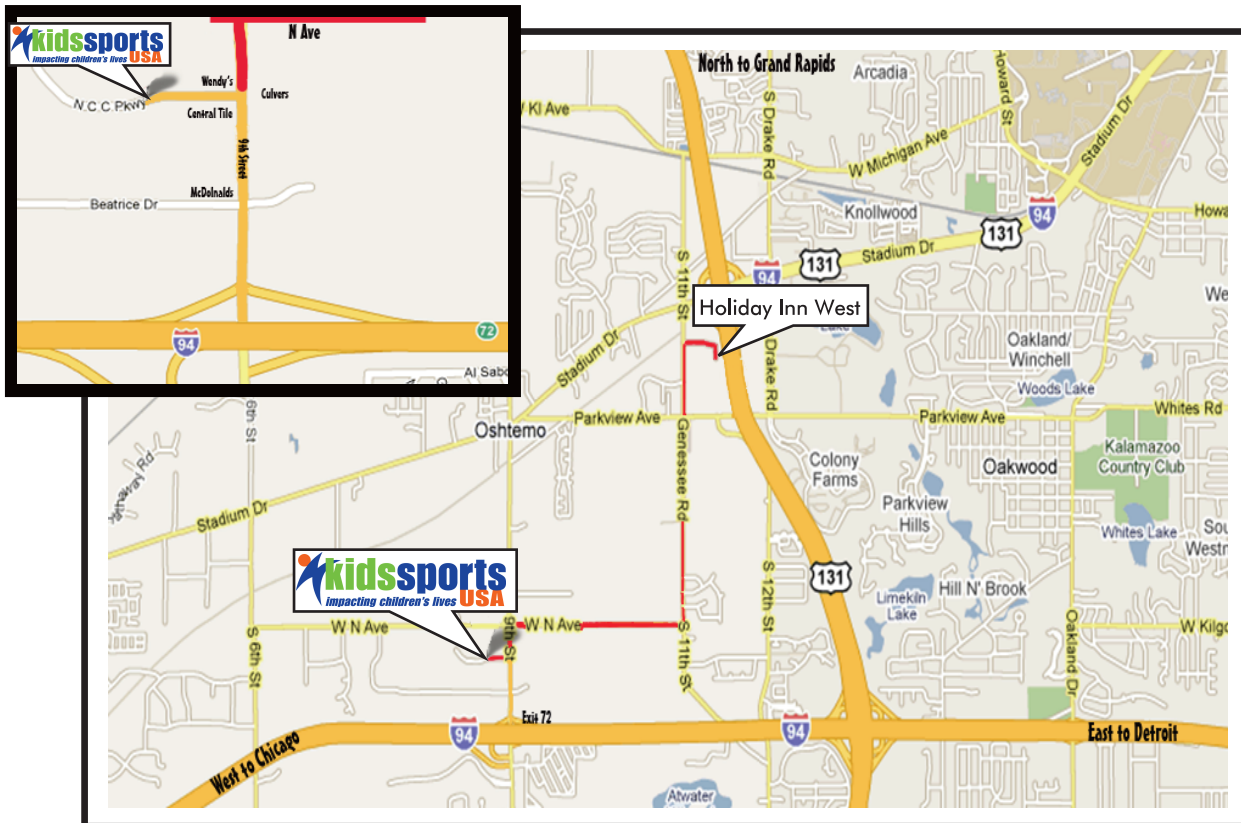 kidssports
impacting children's lives USA
N Ave
N.C.C. Pkwy
Wendy's
Culvers
Central Tile
9th Street
McDolnalds
Beatrice Dr
94
72
Al Sabo
North to Grand Rapids
Arcadia
Howard St
S Drake Rd
W Kl Ave
Stadium Dr
W Michigan Ave
Knollwood
94
Howa
131
Stadium Dr
131
94
S 11th St
Holiday Inn West
Lake
We
Oakland/
Winchell
Woods Lake
Stadium Dr
Drake Rd
6th St
Parkview Ave
Parkview Ave
Whites Rd
Oshtemo
Genessee Rd
Kalamazoo
Country Club
Colony
Farms
Oakwood
Parkview
Hills
Stadium Dr
Whites Lake
Sou
Westn
kidssports
impacting children's lives USA
131
S 12th St
Hill N' Brook
Limekiln
Lake
W N Ave
W N Ave
9th St
S 11th St
S 6th St
Oakland Dr
W Kilgo
Exit 72
94
94
East to Detroit
West to Chicago
Atwater